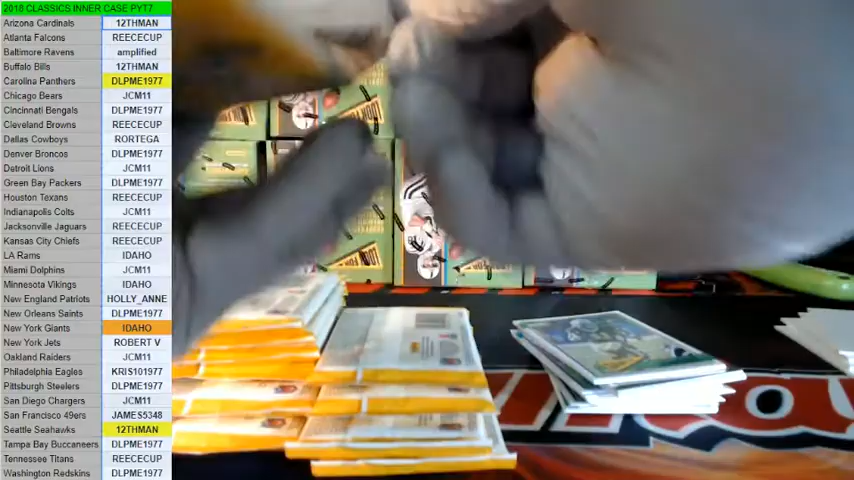 2018 CLASSICS INNER CASE PYT7
Arizona Cardinals 12THMAN
Atlanta Falcons REECECUP
Baltimore Ravens amplified
Buffalo Bills 12THMAN
Carolina Panthers DLPME1977
Chicago Bears JCM11
Cincinnati Bengals DLPME1977
Cleveland Browns REECECUP
Dallas Cowboys RORTEGA
Denver Broncos DLPME1977
Detroit Lions JCM11
Green Bay Packers DLPME1977
Houston Texans REECECUP
Indianapolis Colts JCM11
Jacksonville Jaguars REECECUP
Kansas City Chiefs REECECUP
LA Rams IDAHO
Miami Dolphins JCM11
Minnesota Vikings IDAHO
New England Patriots HOLLY_ANNE
New Orleans Saints DLPME1977
New York Giants IDAHO
New York Jets ROBERT V
Oakland Raiders JCM11
Philadelphia Eagles KRIS101977
Pittsburgh Steelers DLPME1977
San Diego Chargers JCM11
San Francisco 49ers JAMES5348
Seattle Seahawks 12THMAN
Tampa Bay Buccaneers DLPME1977
Tennessee Titans REECECUP
Washington Redskins DLPME1977